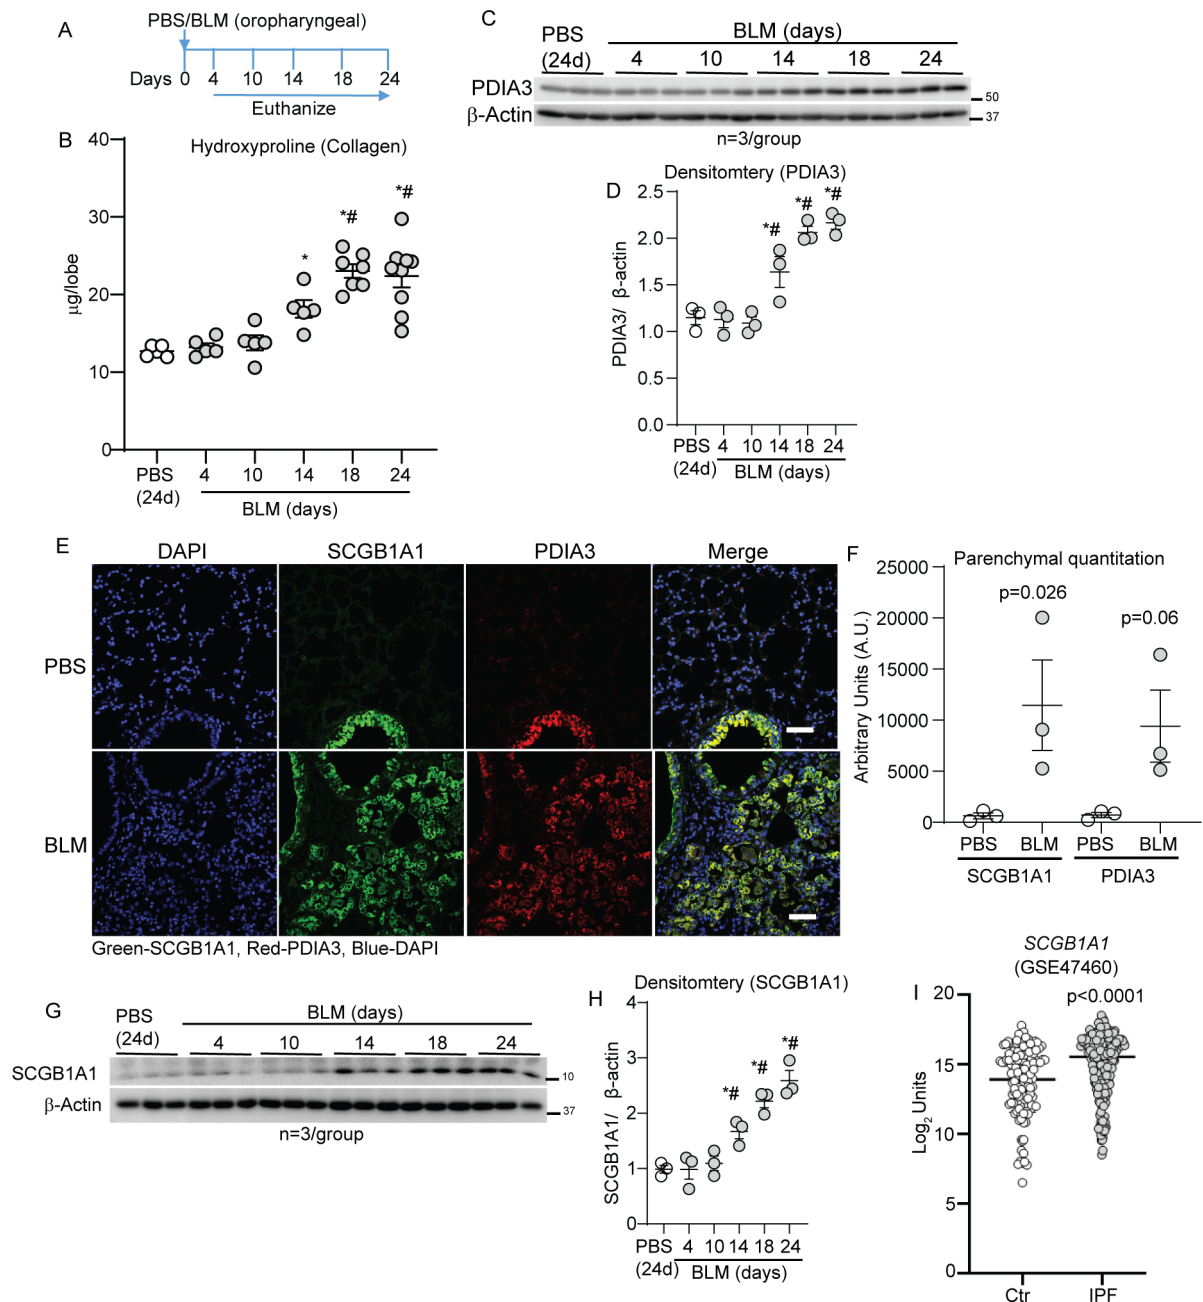 A
PBS/BLM (oropharyngeal)
Days 0 4 10 14 18 24
Euthanize
B
Hydroxyproline (Collagen)
40
30
20
10
0
µg/lobe
*
*#
*#
PBS
(24d)
4 10 14 18 24
BLM (days)
C
PBS
(24d)
BLM (days)
4 10 14 18 24
PDIA3
50
β-Actin
37
n=3/group
Densitomtery (PDIA3)
D
2.5
2.0
1.5
1.0
0.5
0.0
PDIA3/ β-actin
*#
*#
*#
PBS
(24d)
4 10 14 18 24
BLM (days)
E
DAPI SCGB1A1 PDIA3 Merge
PBS
BLM
Green-SCGB1A1, Red-PDIA3, Blue-DAPI
F
Parenchymal quantitation
25000
20000
15000
10000
5000
0
Arbitrary Units (A.U.)
p=0.026
p=0.06
PBS BLM PBS BLM
SCGB1A1 PDIA3
G
PBS
(24d)
BLM (days)
4 10 14 18 24
SCGB1A1
10
β-Actin
37
n=3/group
H
Densitomtery (SCGB1A1)
4
3
2
1
0
SCGB1A1/ β-actin
*#
*#
*#
PBS
(24d)
4 10 14 18 24
BLM (days)
I
SCGB1A1
(GSE47460)
p<0.0001
20
15
10
5
0
Log2 Units
Ctr IPF